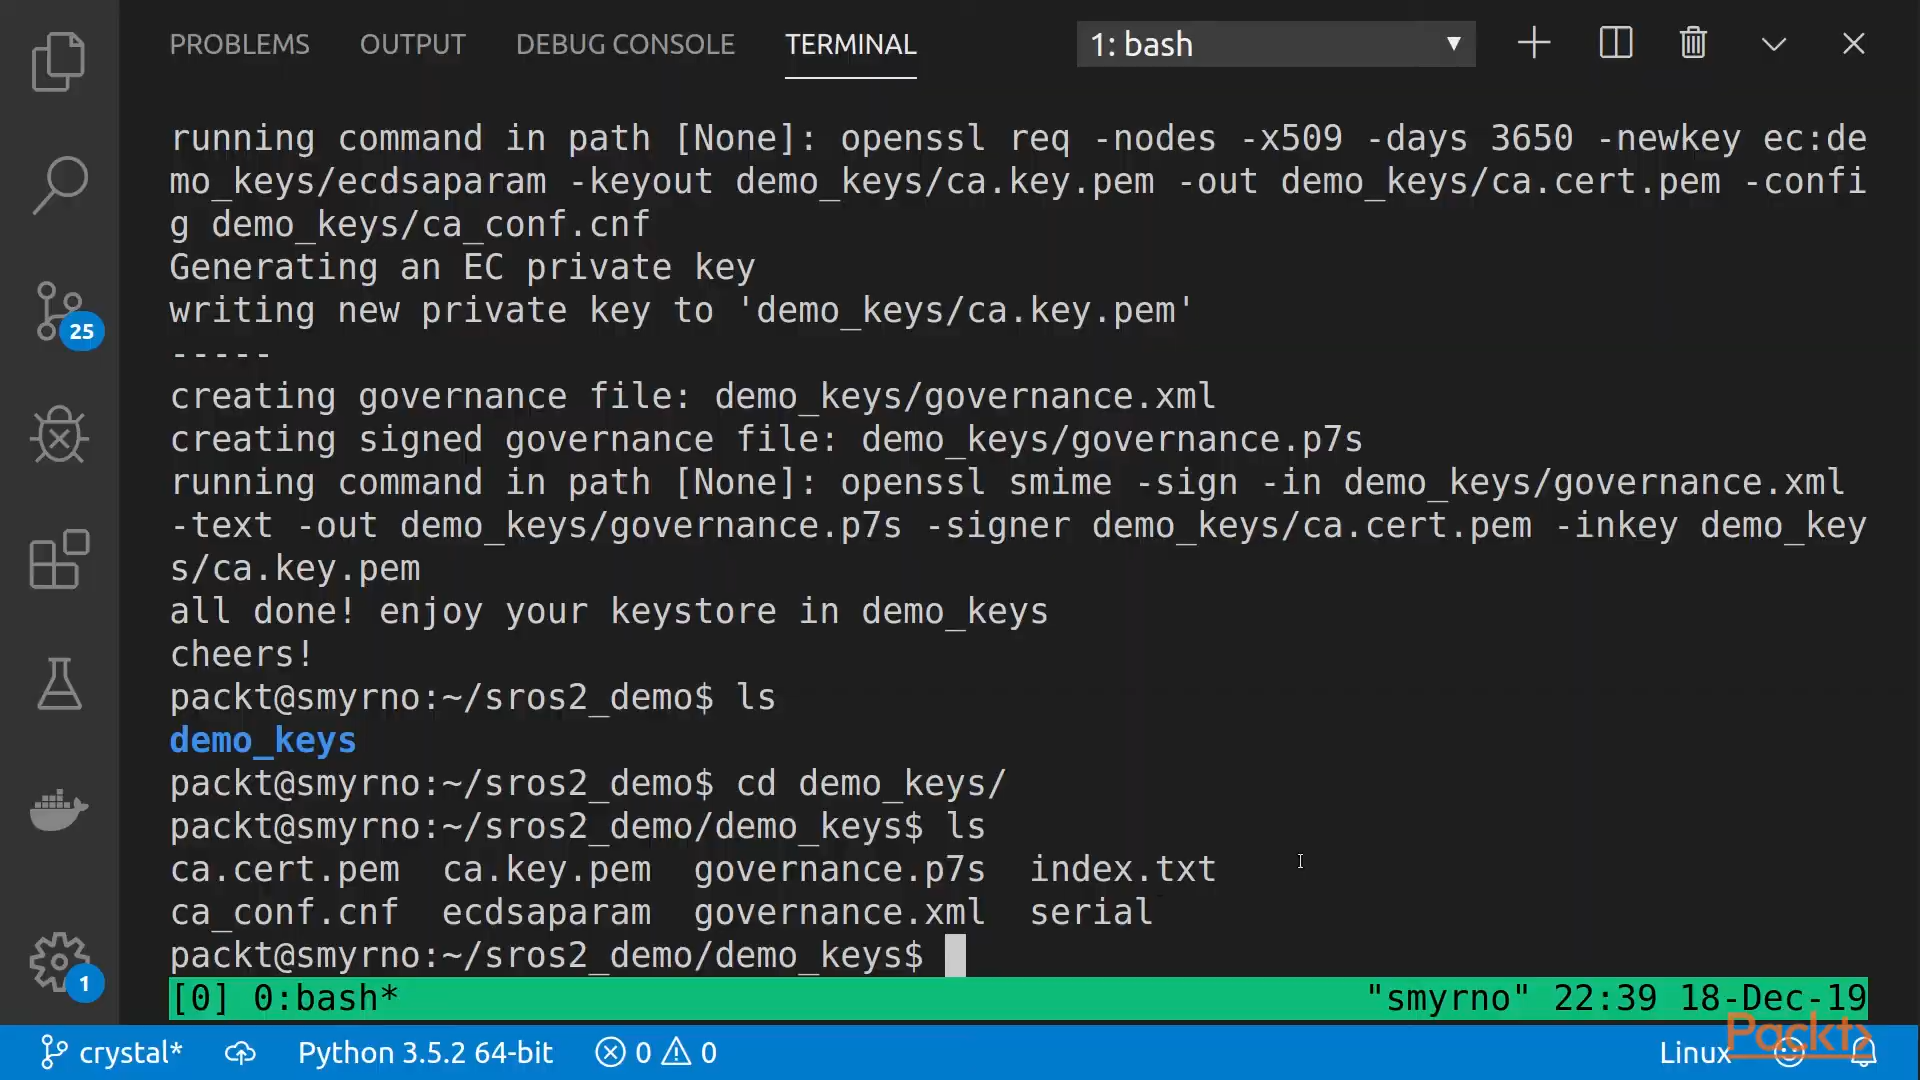 PROBLEMS OUTPUT DEBUG CONSOLE TERMINAL 1: bash
running command in path [None]: openssl req -nodes -x509 -days 3650 -newkey ec:de
mo_keys/ecdsaparam -keyout demo_keys/ca.key.pem -out demo_keys/ca.cert.pem -confi
g demo_keys/ca_conf.cnf
Generating an EC private key
writing new private key to 'demo_keys/ca.key.pem'
-----
creating governance file: demo_keys/governance.xml
creating signed governance file: demo_keys/governance.p7s
running command in path [None]: openssl smime -sign -in demo_keys/governance.xml
-text -out demo_keys/governance.p7s -signer demo_keys/ca.cert.pem -inkey demo_key
s/ca.key.pem
all done! enjoy your keystore in demo_keys
cheers!
packt@smyrno:~/sros2_demo$ ls
demo_keys
packt@smyrno:~/sros2_demo$ cd demo_keys/
packt@smyrno:~/sros2_demo/demo_keys$ ls
ca.cert.pem ca.key.pem governance.p7s index.txt
ca_conf.cnf ecdsaparam governance.xml serial
packt@smyrno:~/sros2_demo/demo_keys$
[0] 0:bash* "smyrno" 22:39 18-Dec-19
25
1
crystal* Python 3.5.2 64-bit 0 0 Linux
Packt>